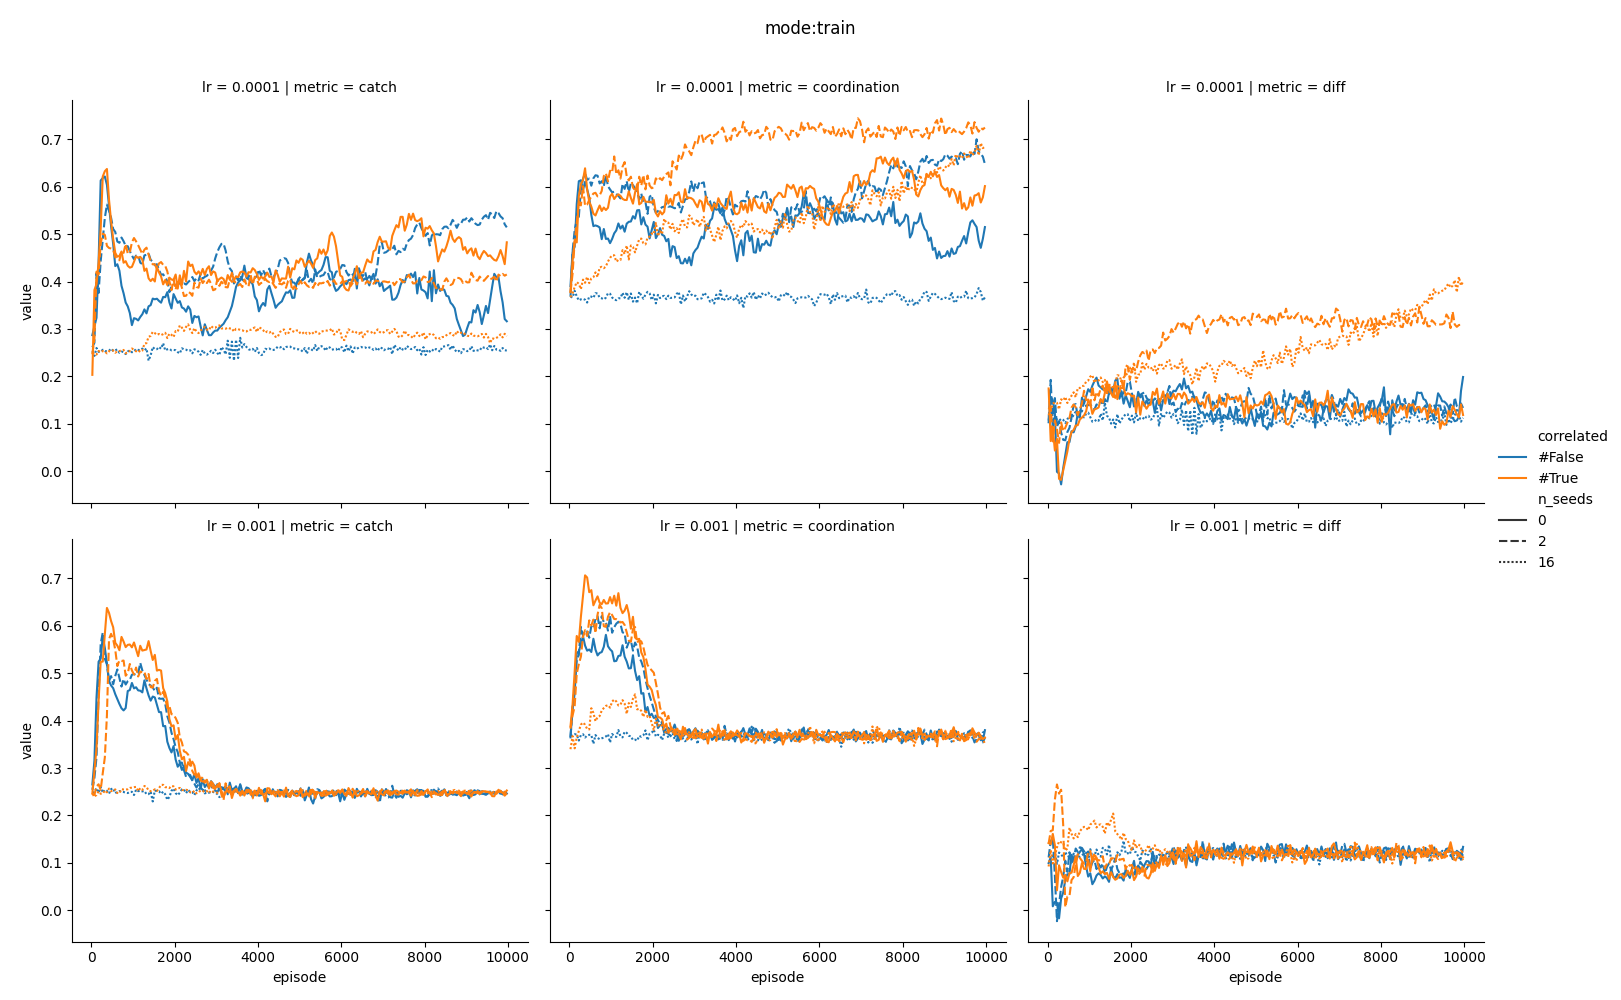 mode:train
lr = 0.0001 | metric = catch
lr = 0.0001 | metric = coordination
lr = 0.0001 | metric = diff
value
0.7
0.6
0.5
0.4
0.3
0.2
0.1
0.0
correlated
#False
#True
n_seeds
0
2
16
lr = 0.001 | metric = catch
lr = 0.001 | metric = coordination
lr = 0.001 | metric = diff
value
0.7
0.6
0.5
0.4
0.3
0.2
0.1
0.0
0 2000 4000 6000 8000 10000
0 2000 4000 6000 8000 10000
0 2000 4000 6000 8000 10000
episode
episode
episode